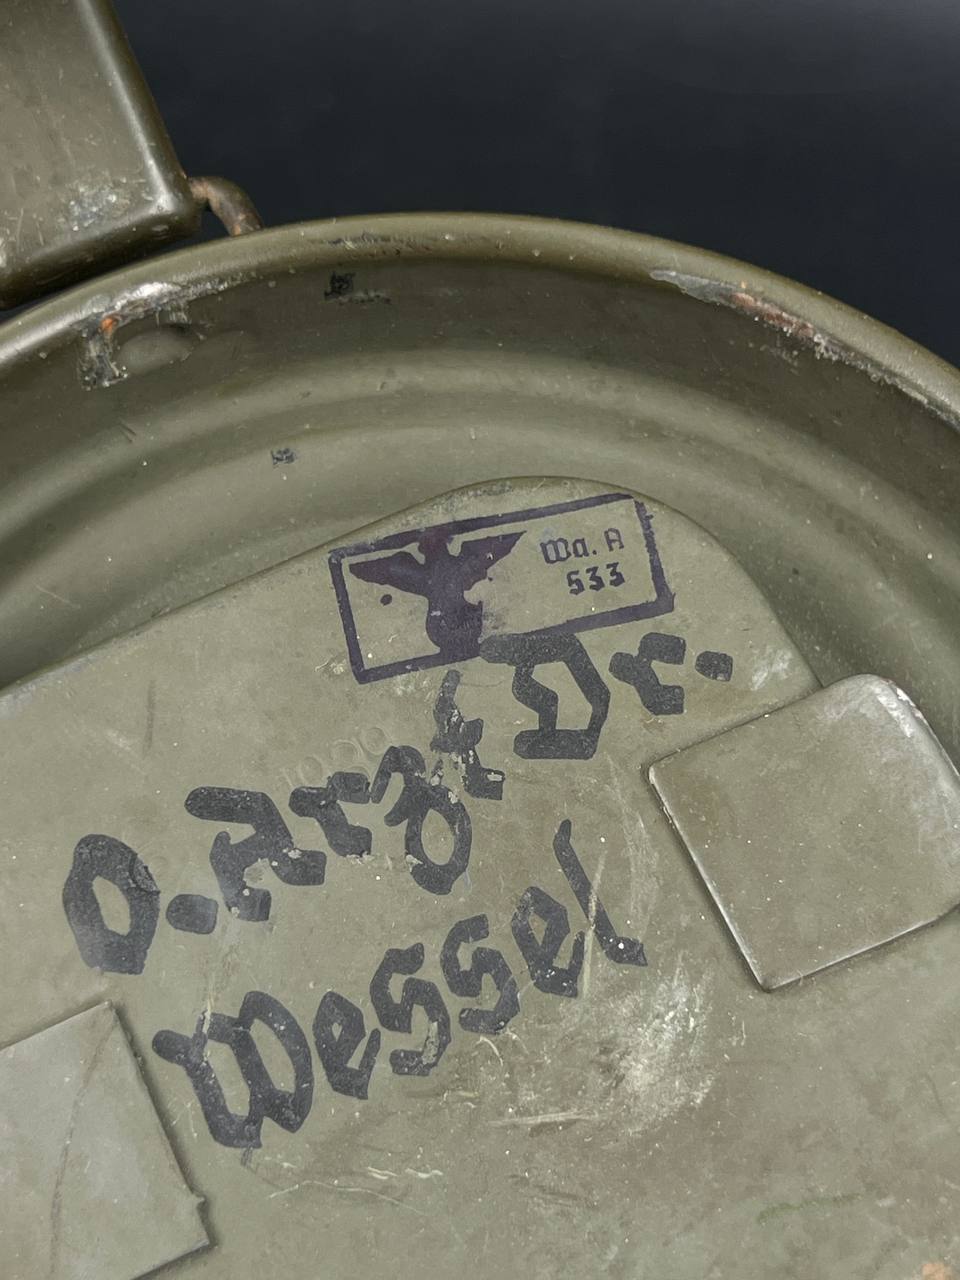 Wa. A
533
O. Arzt Dr.
Wessel